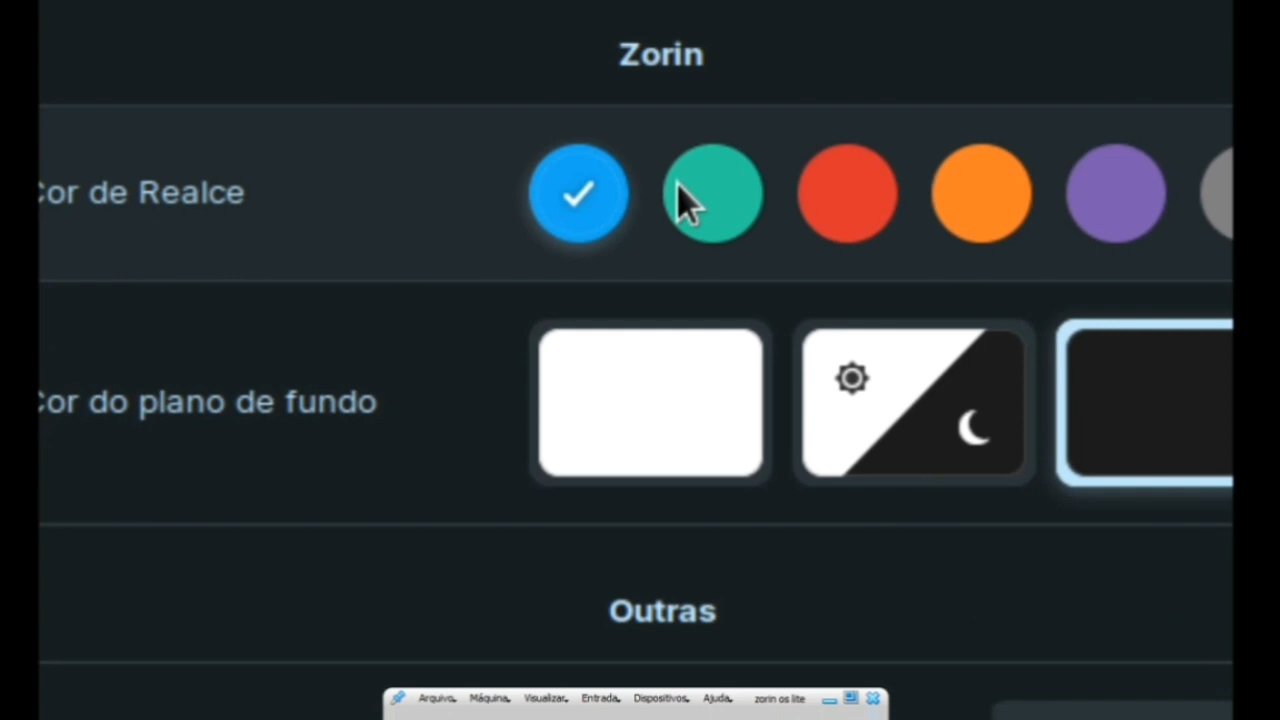 Zorin
Cor de Realce
Cor do plano de fundo
Outras
Arquivo Máquina Visualizar Entrada Dispositivos Ajuda zorin os lite